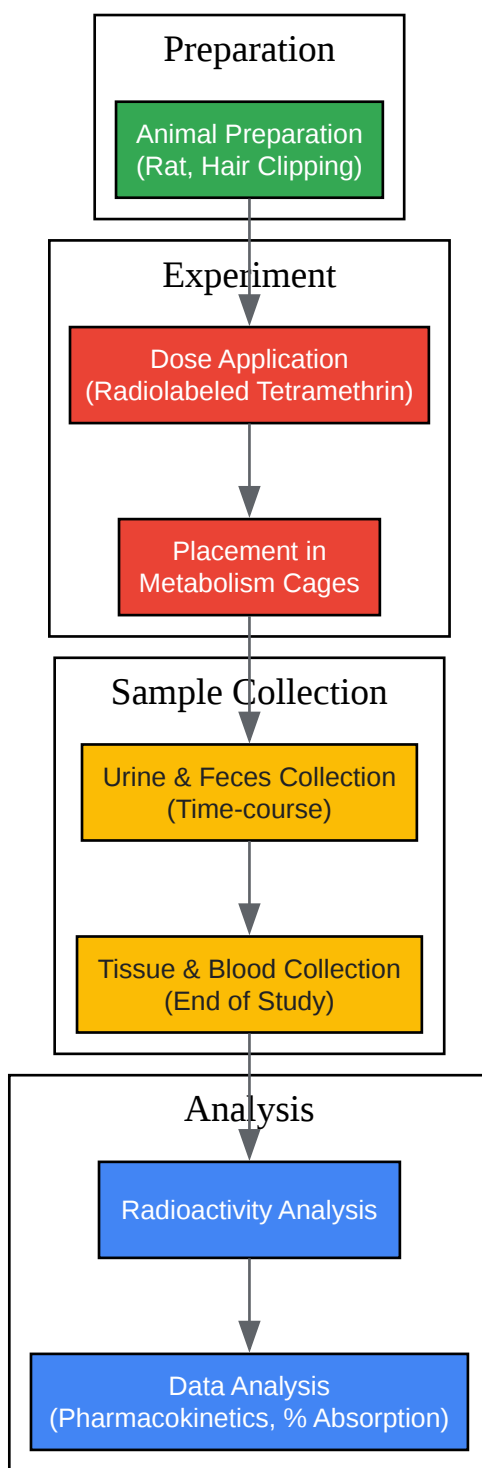 Preparation
Animal Preparation
(Rat, Hair Clipping)
Experiment
Dose Application
(Radiolabeled Tetramethrin)
Placement in
Metabolism Cages
Sample Collection
Urine & Feces Collection
(Time-course)
Tissue & Blood Collection
(End of Study)
Analysis
Radioactivity Analysis
Data Analysis
(Pharmacokinetics, % Absorption)